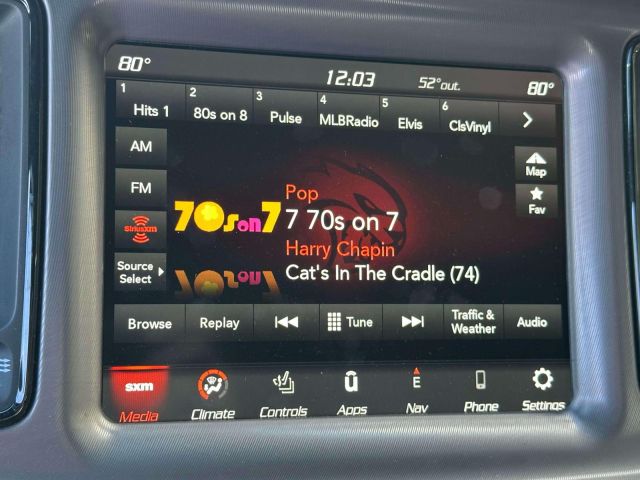 80°
12:03
52°out.
80°
1 Hits 1
2 80s on 8
3 Pulse
4 MLBRadio
5 Elvis
6 ClsVinyl
AM
FM
SiriusXM
Source Select
Map
Fav
70s on 7
Pop
7 70s on 7
Harry Chapin
Cat's In The Cradle (74)
Browse
Replay
Tune
Traffic & Weather
Audio
sxm
Media
Climate
Controls
u
Apps
E
Nav
Phone
Settings